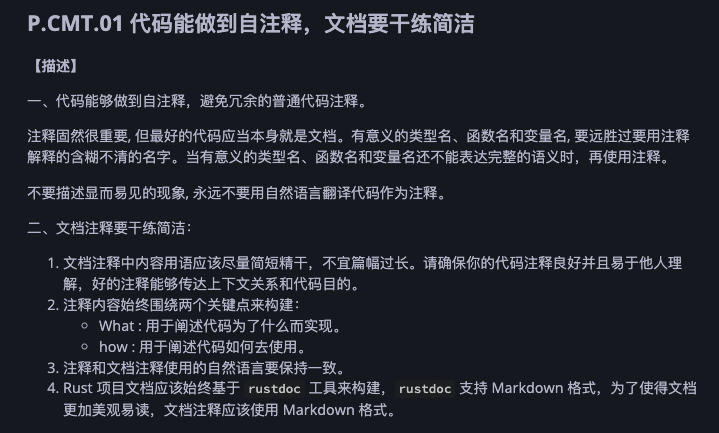 P.CMT.01 代码能做到自注释，文档要干练简洁
【描述】
一、代码能够做到自注释，避免冗余的普通代码注释。
注释固然很重要, 但最好的代码应当本身就是文档。有意义的类型名、函数名和变量名, 要远胜过要用注释
解释的含糊不清的名字。当有意义的类型名、函数名和变量名还不能表达完整的语义时，再使用注释。
不要描述显而易见的现象, 永远不要用自然语言翻译代码作为注释。
二、文档注释要干练简洁：
1. 文档注释中内容用语应该尽量简短精干，不宜篇幅过长。请确保你的代码注释良好并且易于他人理
解，好的注释能够传达上下文关系和代码目的。
2. 注释内容始终围绕两个关键点来构建：
○ What : 用于阐述代码为了什么而实现。
○ how : 用于阐述代码如何去使用。
3. 注释和文档注释使用的自然语言要保持一致。
4. Rust 项目文档应该始终基于 rustdoc 工具来构建， rustdoc 支持 Markdown 格式，为了使得文档
更加美观易读，文档注释应该使用 Markdown 格式。